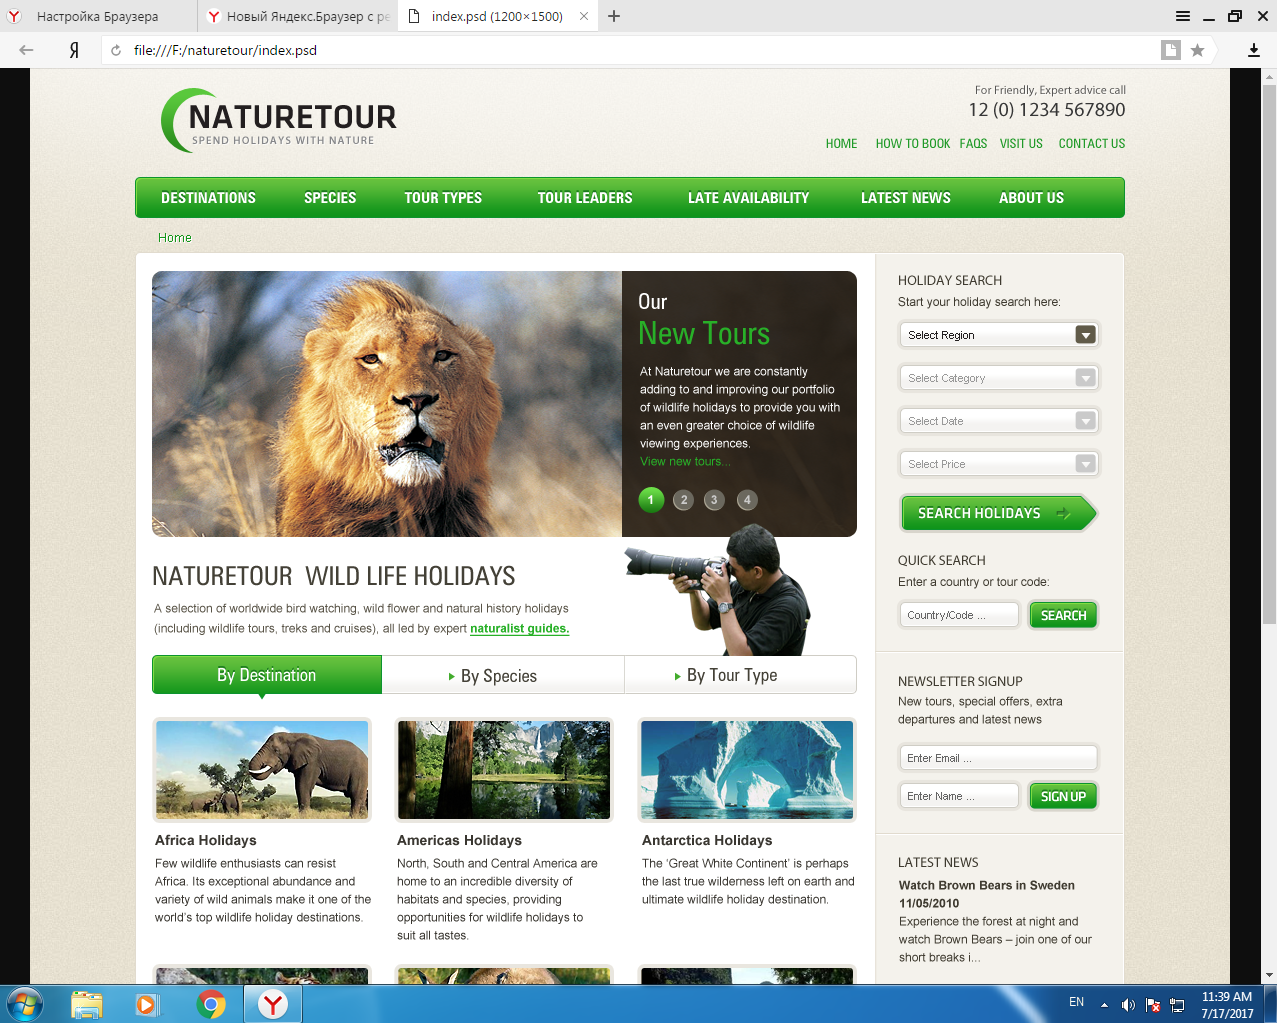 Настройка Браузера
Новый Яндекс.Браузер с ре
index.psd (1200×1500)
Я
file:///F:/naturetour/index.psd
NATURETOUR
SPEND HOLIDAYS WITH NATURE
For Friendly, Expert advice call
12 (0) 1234 567890
HOME HOW TO BOOK FAQS VISIT US CONTACT US
DESTINATIONS SPECIES TOUR TYPES TOUR LEADERS LATE AVAILABILITY LATEST NEWS ABOUT US
Home
Our
New Tours
At Naturetour we are constantly
adding to and improving our portfolio
of wildlife holidays to provide you with
an even greater choice of wildlife
viewing experiences.
View new tours...
1 2 3 4
NATURETOUR WILD LIFE HOLIDAYS
A selection of worldwide bird watching, wild flower and natural history holidays
(including wildlife tours, treks and cruises), all led by expert naturalist guides.
By Destination
By Species
By Tour Type
Africa Holidays
Few wildlife enthusiasts can resist
Africa. Its exceptional abundance and
variety of wild animals make it one of the
world's top wildlife holiday destinations.
Americas Holidays
North, South and Central America are
home to an incredible diversity of
habitats and species, providing
opportunities for wildlife holidays to
suit all tastes.
Antarctica Holidays
The ‘Great White Continent’ is perhaps
the last true wilderness left on earth and
ultimate wildlife holiday destination.
HOLIDAY SEARCH
Start your holiday search here:
Select Region
Select Category
Select Date
Select Price
SEARCH HOLIDAYS
QUICK SEARCH
Enter a country or tour code:
Country/Code ...
SEARCH
NEWSLETTER SIGNUP
New tours, special offers, extra
departures and latest news
Enter Email ...
Enter Name ...
SIGN UP
LATEST NEWS
Watch Brown Bears in Sweden
11/05/2010
Experience the forest at night and
watch Brown Bears – join one of our
short breaks i...
EN
11:39 AM
7/17/2017